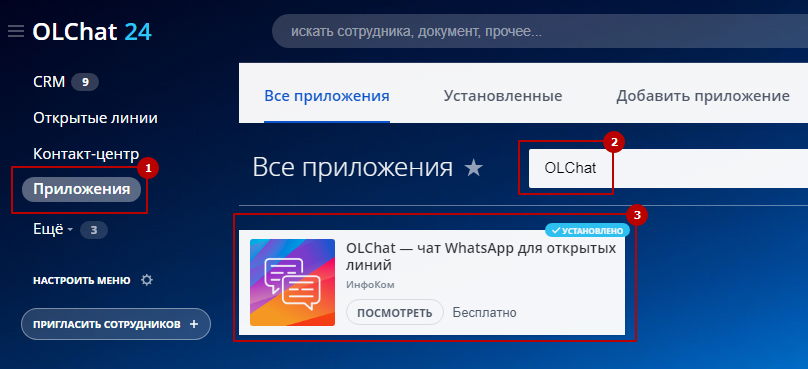 OLChat 24
искать сотрудника, документ, прочее...
CRM 9
Открытые линии
Контакт-центр
1
Приложения
Ещё 3
НАСТРОИТЬ МЕНЮ
ПРИГЛАСИТЬ СОТРУДНИКОВ +
Все приложения Установленные Добавить приложение
Все приложения
2
OLChat
3
УСТАНОВЛЕНО
OLChat — чат WhatsApp для открытых
линий
ИнфоКом
ПОСМОТРЕТЬ Бесплатно